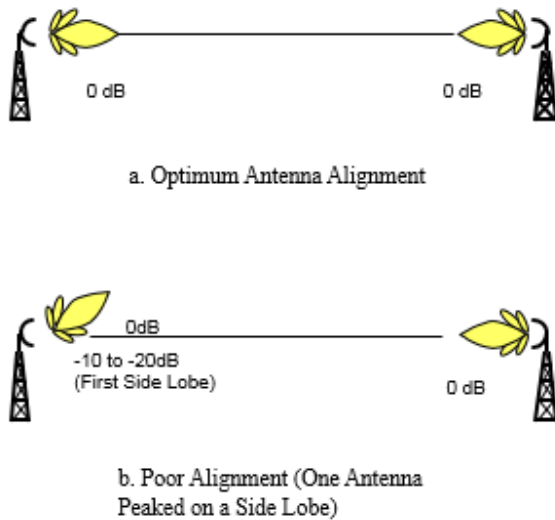 0 dB
0 dB
a. Optimum Antenna Alignment
0dB
-10 to -20dB
(First Side Lobe)
0 dB
b. Poor Alignment (One Antenna
Peaked on a Side Lobe)